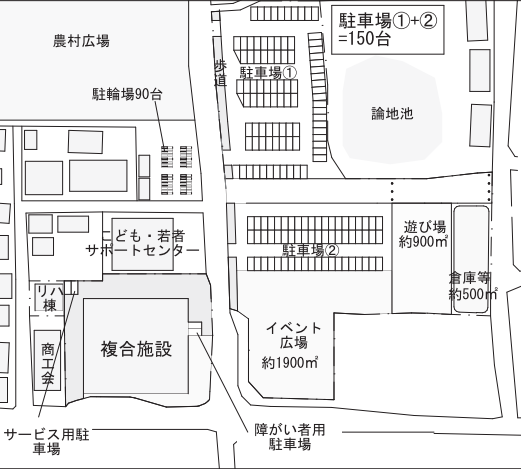 駐車場①+②
=150台
農村広場
歩道
駐車場①
駐輪場90台
論地池
こども・若者
サポートセンター
遊び場
約900㎡
駐車場②
倉庫等
約500㎡
リハ
棟
イベント
広場
約1900㎡
商工会
複合施設
サービス用駐
車場
障がい者用
駐車場